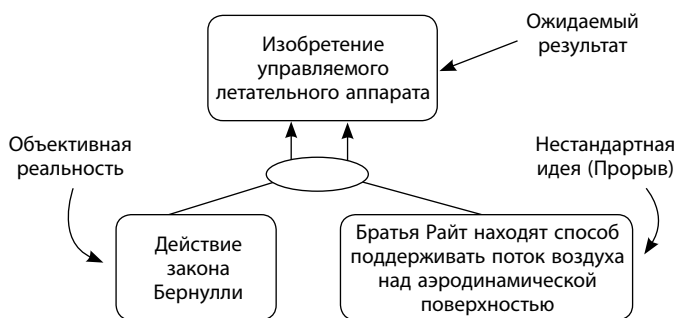 Ожидаемый
результат
Изобретение
управляемого
летательного аппарата
Объективная
реальность
Нестандартная
идея (Прорыв)
Действие
закона
Бернулли
Братья Райт находят способ
поддерживать поток воздуха
над аэродинамической
поверхностью